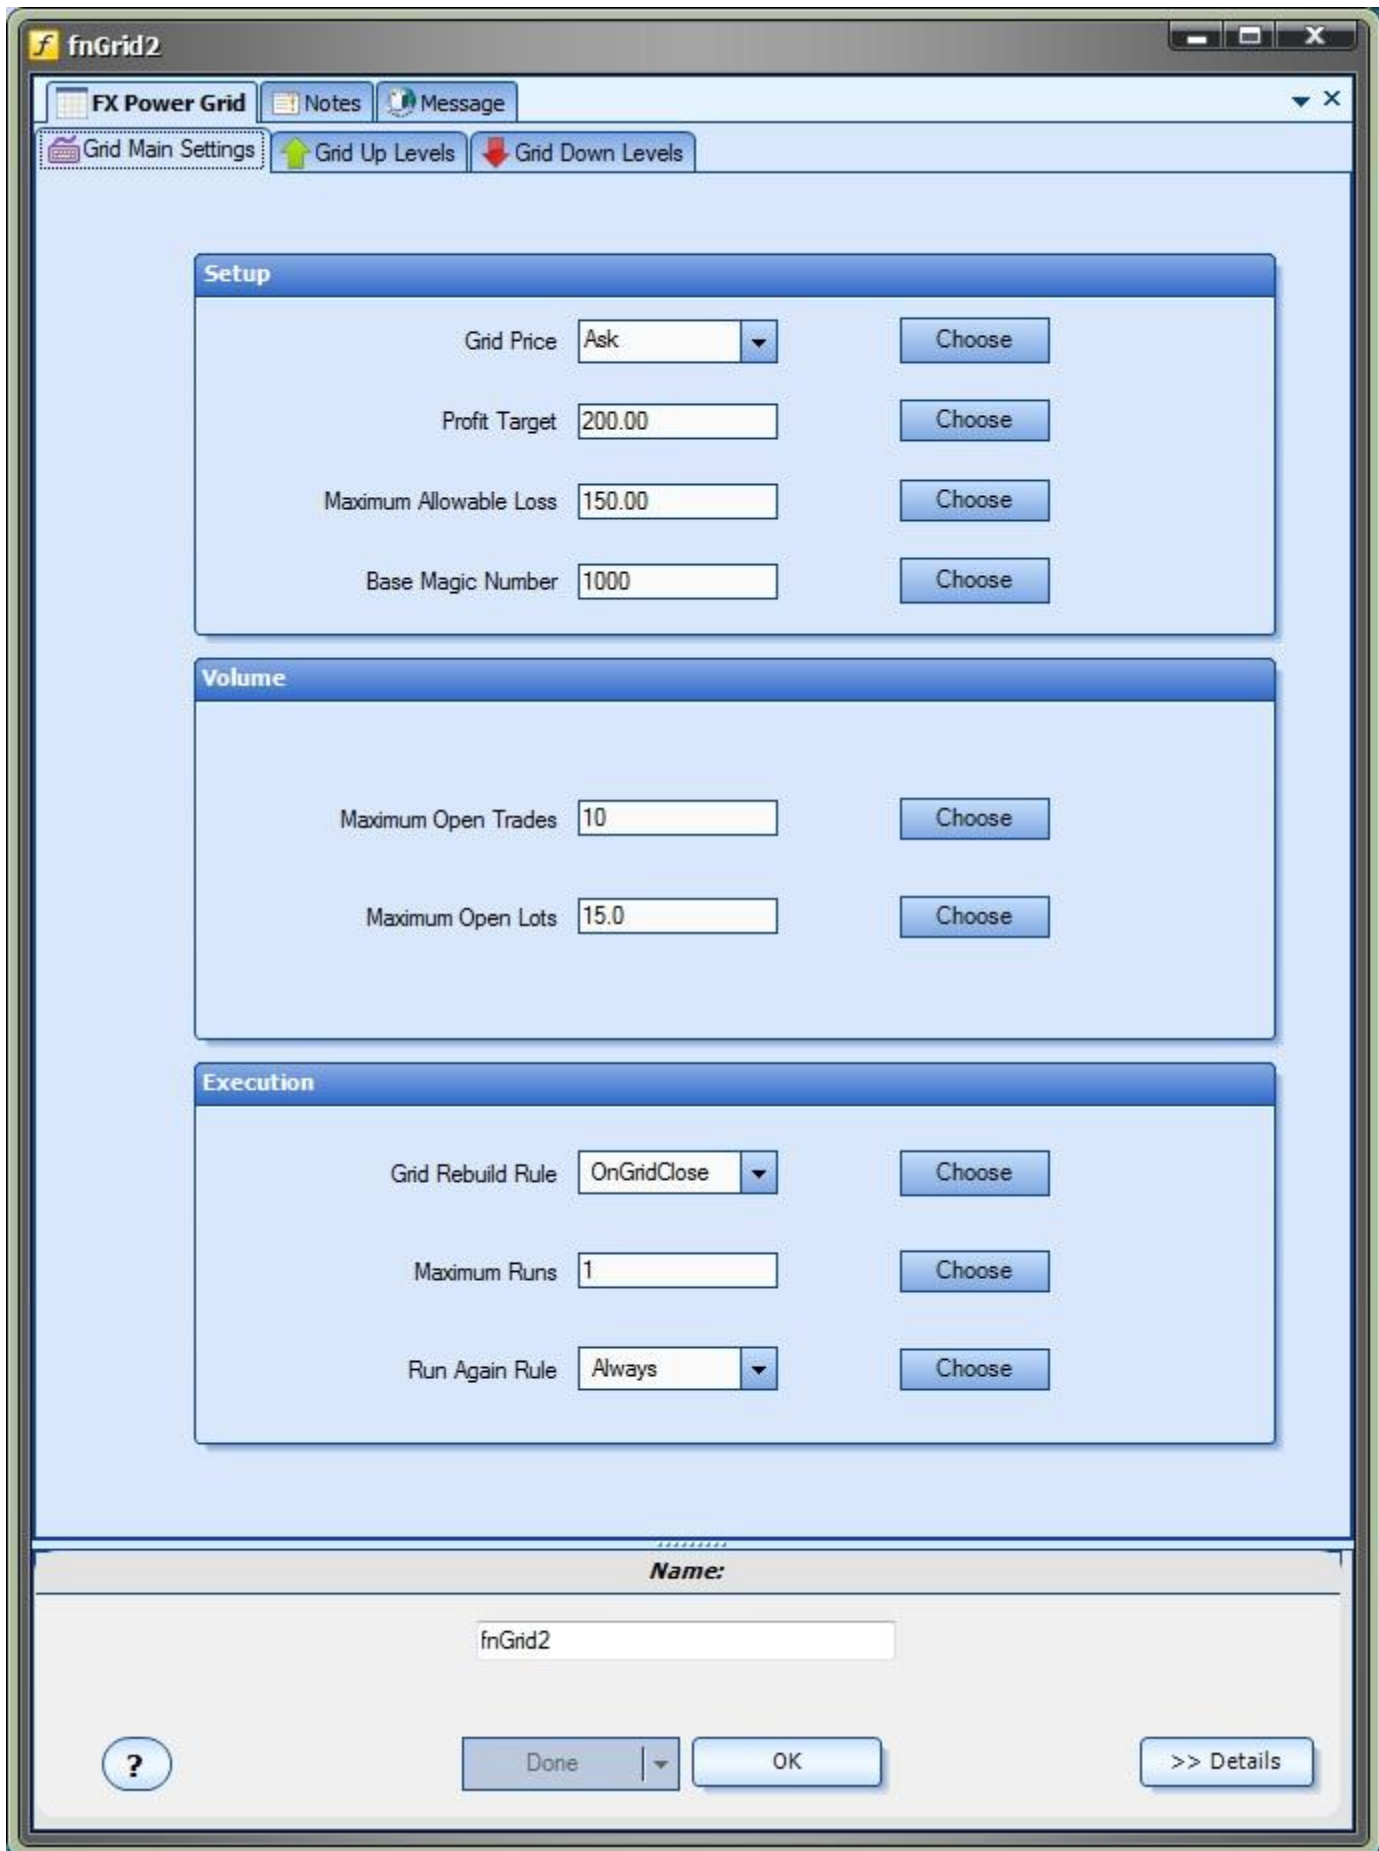 fnGrid2
FX Power Grid Notes Message
Grid Main Settings Grid Up Levels Grid Down Levels
Setup
Grid Price Ask Choose
Profit Target 200.00 Choose
Maximum Allowable Loss 150.00 Choose
Base Magic Number 1000 Choose
Volume
Maximum Open Trades 10 Choose
Maximum Open Lots 15.0 Choose
Execution
Grid Rebuild Rule OnGridClose Choose
Maximum Runs 1 Choose
Run Again Rule Always Choose
Name:
fnGrid2
? Done OK >> Details